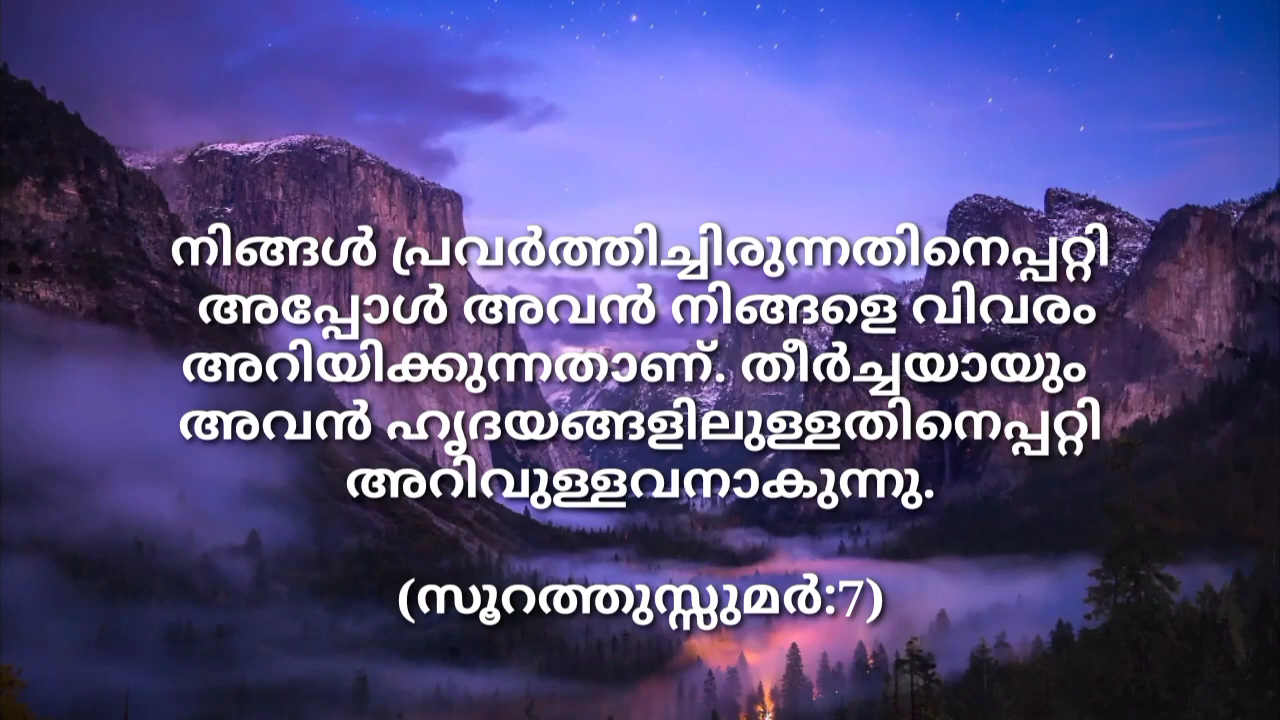 നിങ്ങൾ പ്രവർത്തിച്ചിരുന്നതിനെപ്പറ്റി
അപ്പോൾ അവൻ നിങ്ങളെ വിവരം
അറിയിക്കുന്നതാണ്. തീർച്ചയായും
അവൻ ഹൃദയങ്ങളിലുള്ളതിനെപ്പറ്റി
അറിവുള്ളവനാകുന്നു.
(സൂറത്തുസ്സുമർ:7)